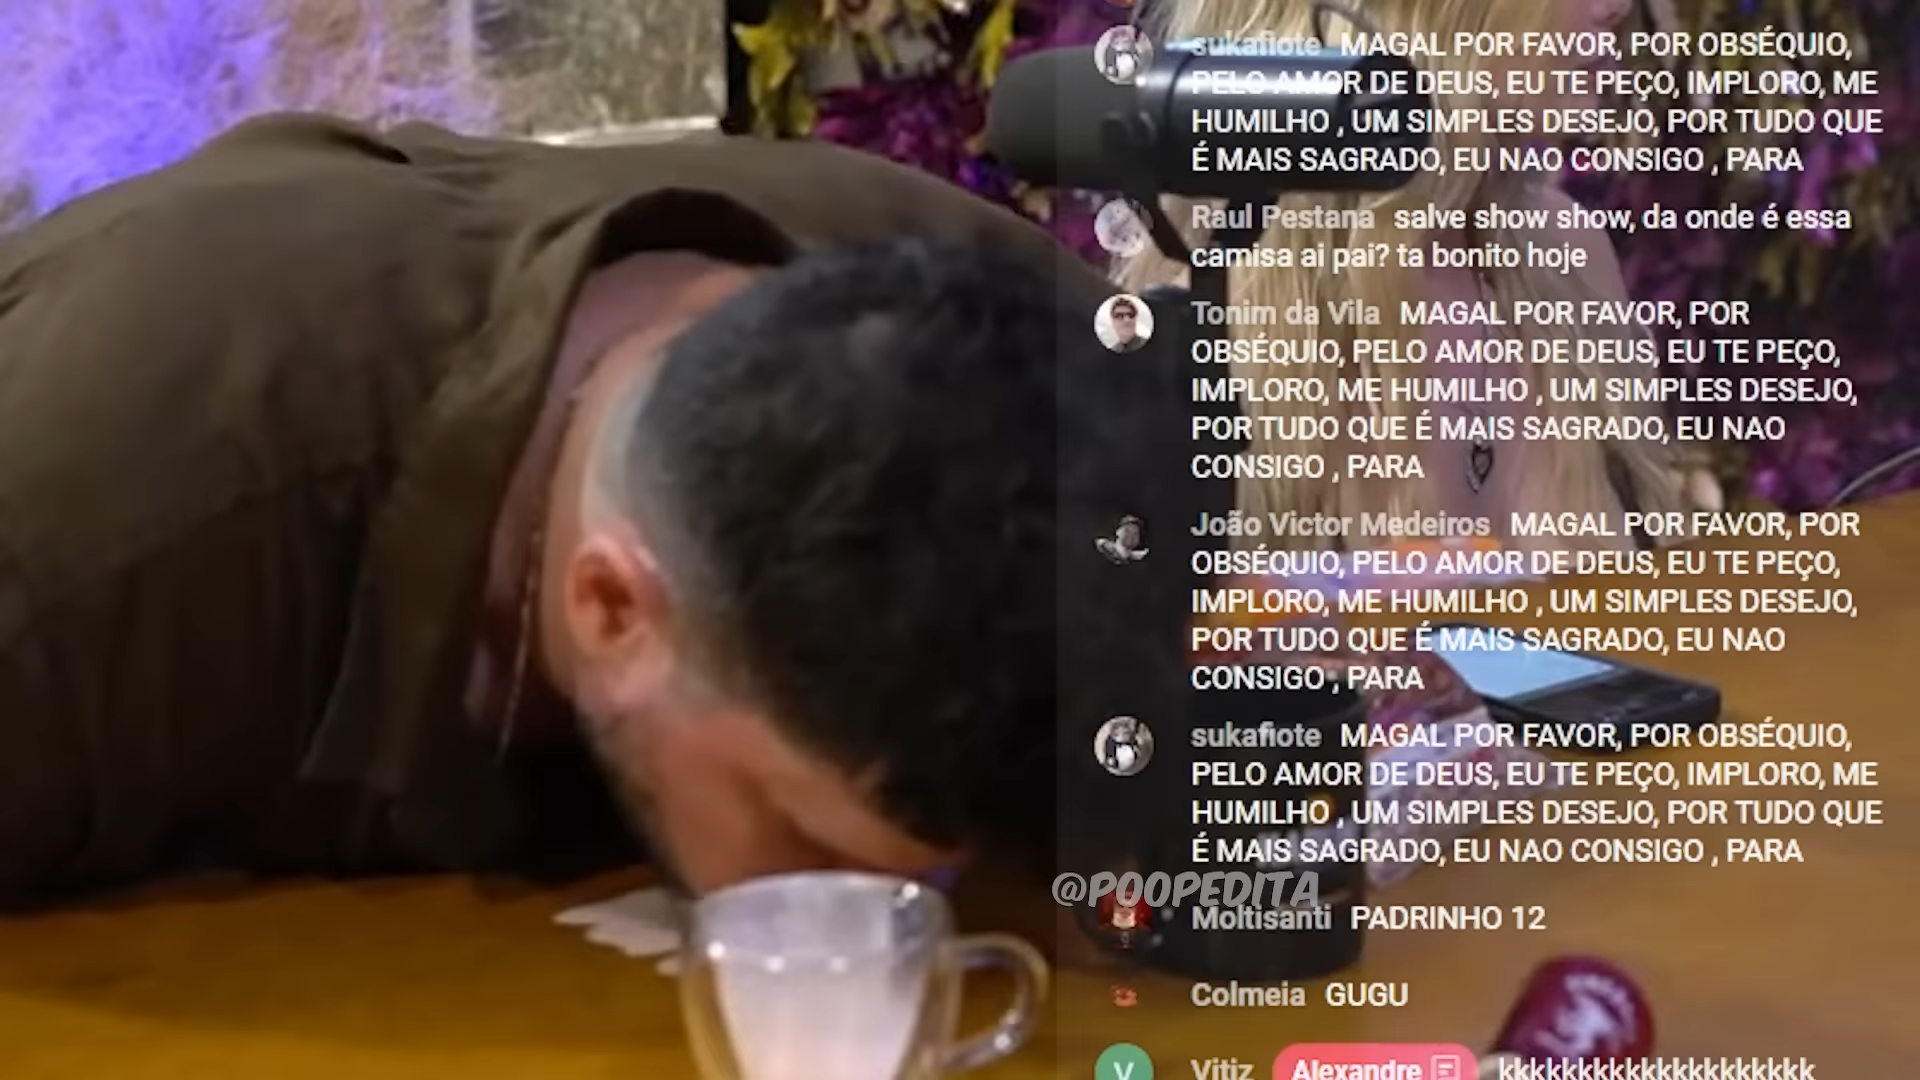 sukafiote MAGAL POR FAVOR, POR OBSÉQUIO,
PELO AMOR DE DEUS, EU TE PEÇO, IMPLORO, ME
HUMILHO , UM SIMPLES DESEJO, POR TUDO QUE
É MAIS SAGRADO, EU NAO CONSIGO , PARA
Raul Pestana salve show show, da onde é essa
camisa ai pai? ta bonito hoje
Tonim da Vila MAGAL POR FAVOR, POR
OBSÉQUIO, PELO AMOR DE DEUS, EU TE PEÇO,
IMPLORO, ME HUMILHO , UM SIMPLES DESEJO,
POR TUDO QUE É MAIS SAGRADO, EU NAO
CONSIGO , PARA
João Victor Medeiros MAGAL POR FAVOR, POR
OBSÉQUIO, PELO AMOR DE DEUS, EU TE PEÇO,
IMPLORO, ME HUMILHO , UM SIMPLES DESEJO,
POR TUDO QUE É MAIS SAGRADO, EU NAO
CONSIGO , PARA
sukafiote MAGAL POR FAVOR, POR OBSÉQUIO,
PELO AMOR DE DEUS, EU TE PEÇO, IMPLORO, ME
HUMILHO , UM SIMPLES DESEJO, POR TUDO QUE
É MAIS SAGRADO, EU NAO CONSIGO , PARA
@POOPEDITA
Moltisanti PADRINHO 12
Colmeia GUGU
V Vitiz Alexandre kkkkkkkkkkkkkkkkkkkk